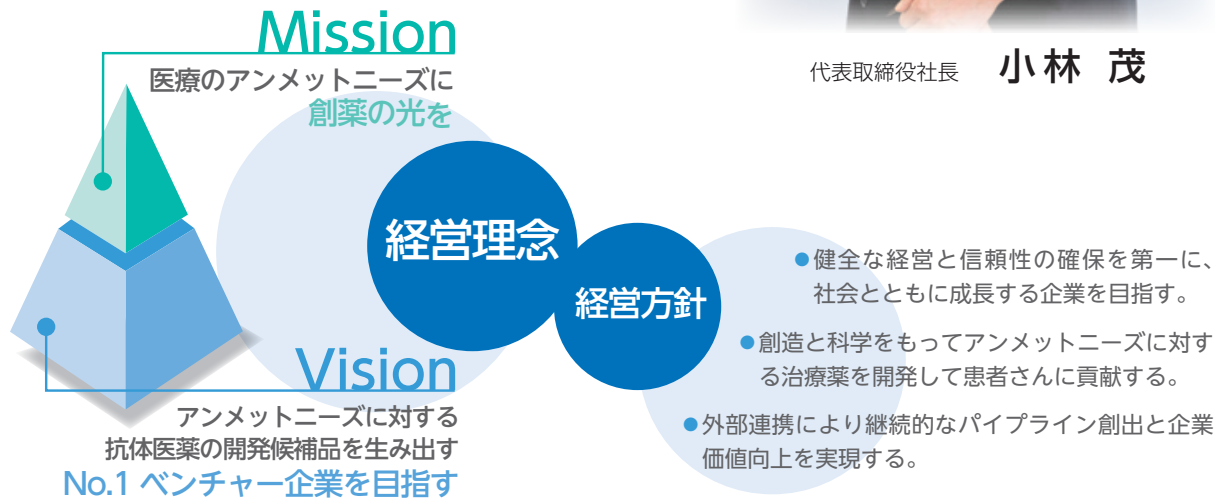 代表取締役社長 小林 茂
Mission
医療のアンメットニーズに
創薬の光を
経営理念
経営方針
Vision
アンメットニーズに対する
抗体医薬の開発候補品を生み出す
No.1 ベンチャー企業を目指す
●健全な経営と信頼性の確保を第一に、
社会とともに成長する企業を目指す。
●創造と科学をもってアンメットニーズに対す
る治療薬を開発して患者さんに貢献する。
●外部連携により継続的なパイプライン創出と企業
価値向上を実現する。